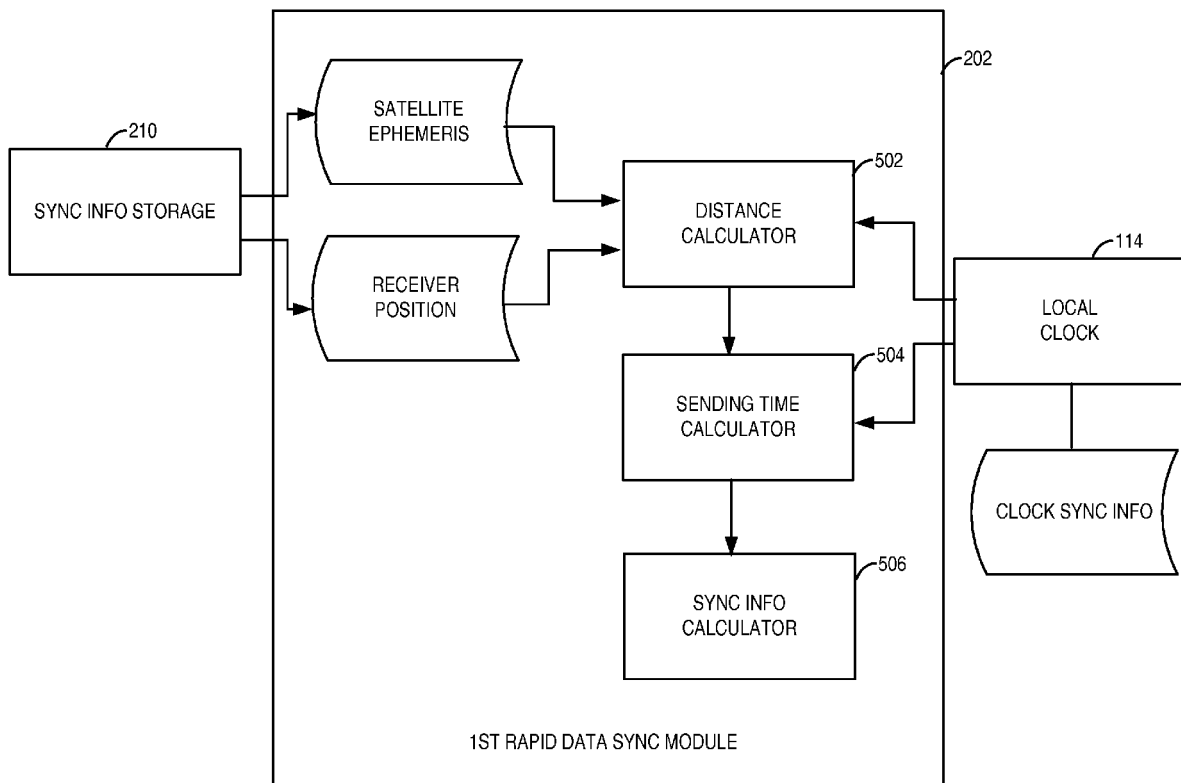 202
SATELLITE
EPHEMERIS
210
SYNC INFO STORAGE
502
DISTANCE
CALCULATOR
RECEIVER
POSITION
114
LOCAL
CLOCK
504
SENDING TIME
CALCULATOR
CLOCK SYNC INFO
506
SYNC INFO
CALCULATOR
1ST RAPID DATA SYNC MODULE